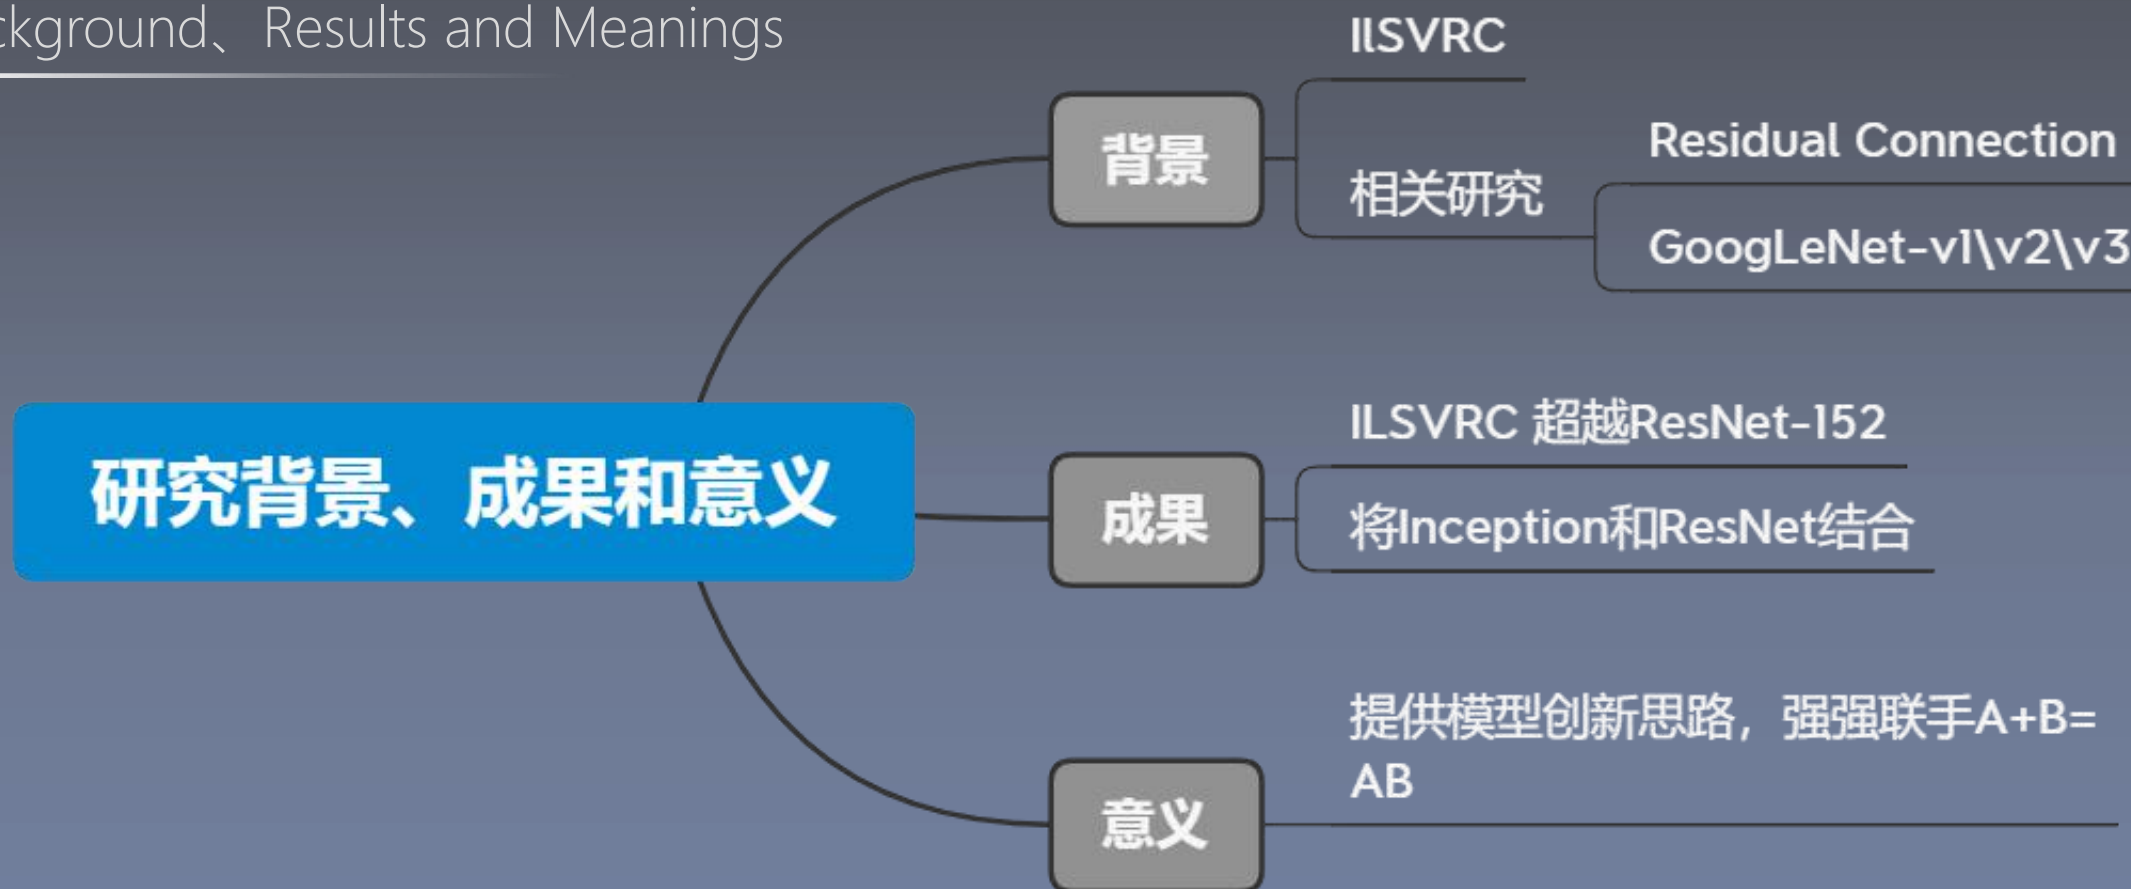 ckground、Results and Meanings
IlSVRC
背景
相关研究
Residual Connection
GoogLeNet-v1\v2\v3
研究背景、成果和意义
成果
ILSVRC 超越ResNet-152
将Inception和ResNet结合
意义
提供模型创新思路，强强联手A+B=
AB